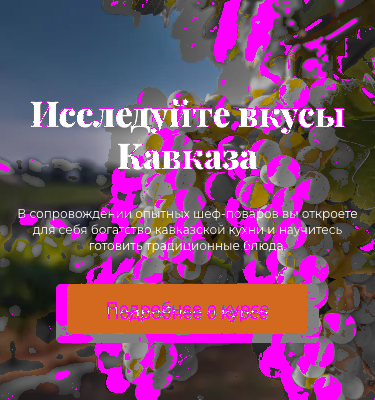 Исследуйте вкусы
Кавказа
В сопровождении опытных шеф-поваров вы откроете
для себя богатство кавказской кухни и научитесь
готовить традиционные блюда.
Подробнее о курсе